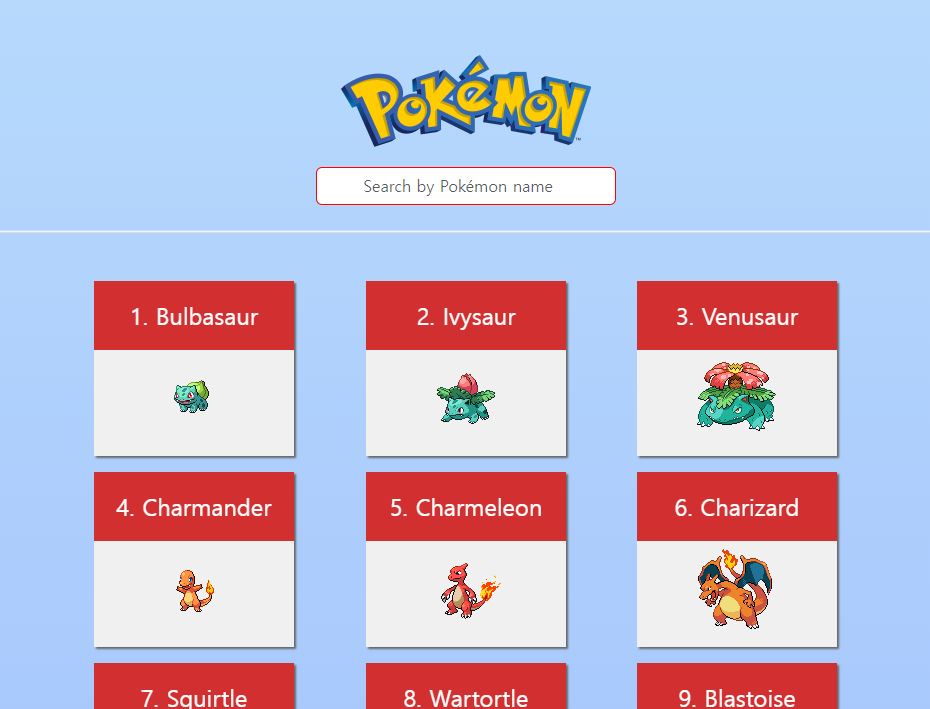 POKéMON
™
Search by Pokémon name
1. Bulbasaur
2. Ivysaur
3. Venusaur
4. Charmander
5. Charmeleon
6. Charizard
7. Squirtle
8. Wartortle
9. Blastoise